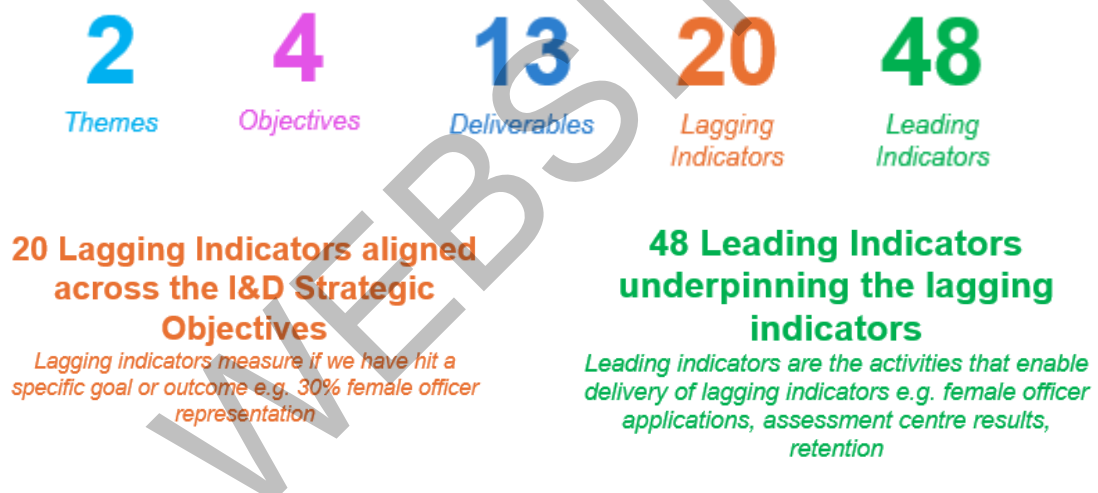 2
Themes
4
Objectives
13
Deliverables
20
Lagging
Indicators
48
Leading
Indicators
20 Lagging Indicators aligned
across the I&D Strategic
Objectives
Lagging indicators measure if we have hit a
specific goal or outcome e.g. 30% female officer
representation
48 Leading Indicators
underpinning the lagging
indicators
Leading indicators are the activities that enable
delivery of lagging indicators e.g. female officer
applications, assessment centre results,
retention
WEBSI